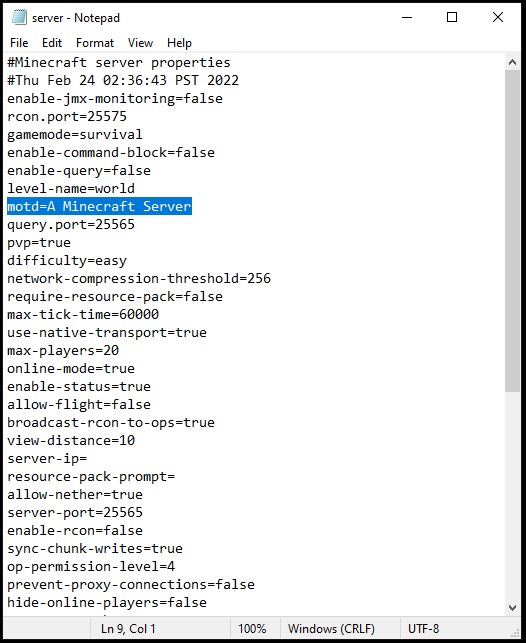 server - Notepad
File Edit Format View Help
#Minecraft server properties
#Thu Feb 24 02:36:43 PST 2022
enable-jmx-monitoring=false
rcon.port=25575
gamemode=survival
enable-command-block=false
enable-query=false
level-name=world
motd=A Minecraft Server
query.port=25565
pvp=true
difficulty=easy
network-compression-threshold=256
require-resource-pack=false
max-tick-time=60000
use-native-transport=true
max-players=20
online-mode=true
enable-status=true
allow-flight=false
broadcast-rcon-to-ops=true
view-distance=10
server-ip=
resource-pack-prompt=
allow-nether=true
server-port=25565
enable-rcon=false
sync-chunk-writes=true
op-permission-level=4
prevent-proxy-connections=false
hide-online-players=false
Ln 9, Col 1 100% Windows (CRLF) UTF-8